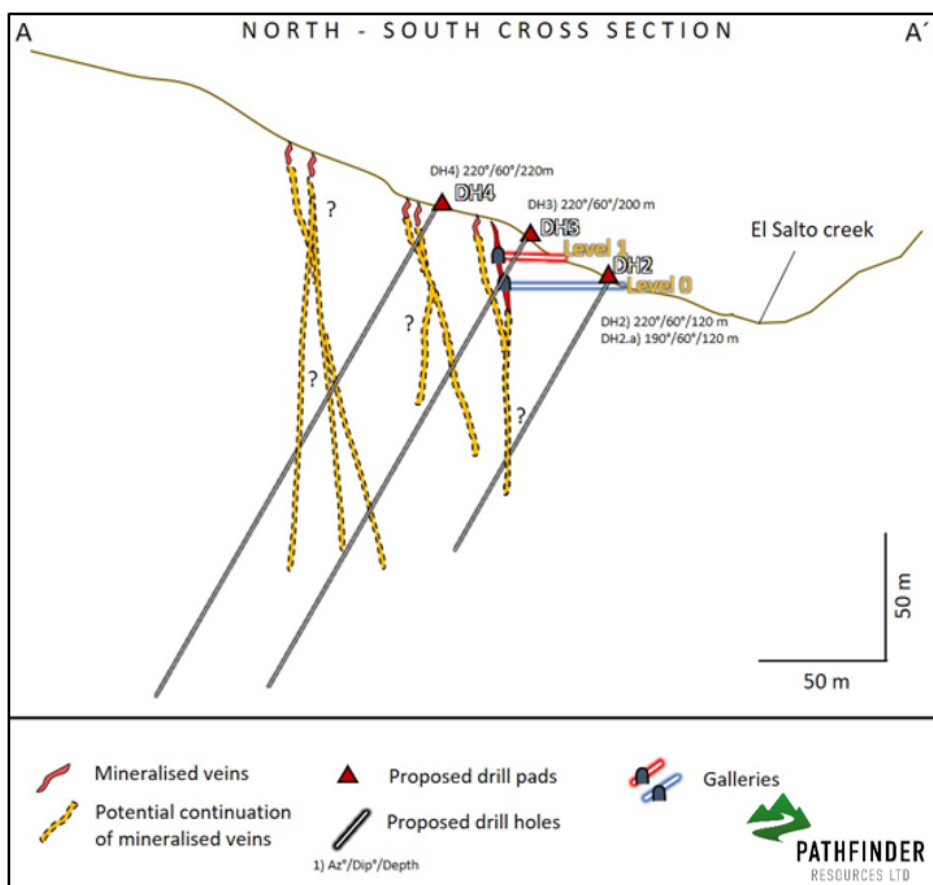 A
NORTH - SOUTH CROSS SECTION
A´
DH4) 220°/60°/220m
DH4
?
DH3) 220°/60°/200 m
DH3
El Salto creek
Level 1
DH2
Level 0
DH2) 220°/60°/120 m
DH2.a) 190°/60°/120 m
?
?
?
50 m
50 m
Mineralised veins
Potential continuation
of mineralised veins
Proposed drill pads
Proposed drill holes
1) Az°/Dip°/Depth
Galleries
PATHFINDER
RESOURCES LTD